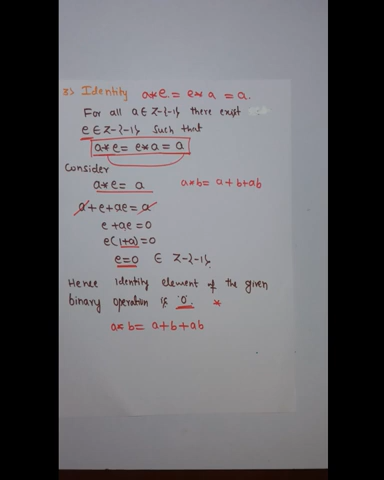 3) Identity a*e = e*a = a.
For all a ∈ Z-{-1} there exist
e ∈ Z-{-1} such that
a*e = e*a = a
Consider
a*e = a a*b = a+b+ab
a+e+ae = a
e+ae = 0
e(1+a) = 0
e=0 ∈ Z-{-1}.
Hence Identity element of the given
binary operation is '0'. *
a*b = a+b+ab